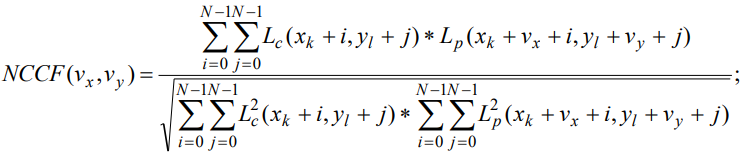 NCCF(v_x,v_y) = \frac{\sum_{i=0}^{N-1}\sum_{j=0}^{N-1} L_c(x_k+i, y_l+j) * L_p(x_k+v_x+i, y_l+v_y+j)}{\sqrt{\sum_{i=0}^{N-1}\sum_{j=0}^{N-1} L_c^2(x_k+i, y_l+j) * \sum_{i=0}^{N-1}\sum_{j=0}^{N-1} L_p^2(x_k+v_x+i, y_l+v_y+j)}};